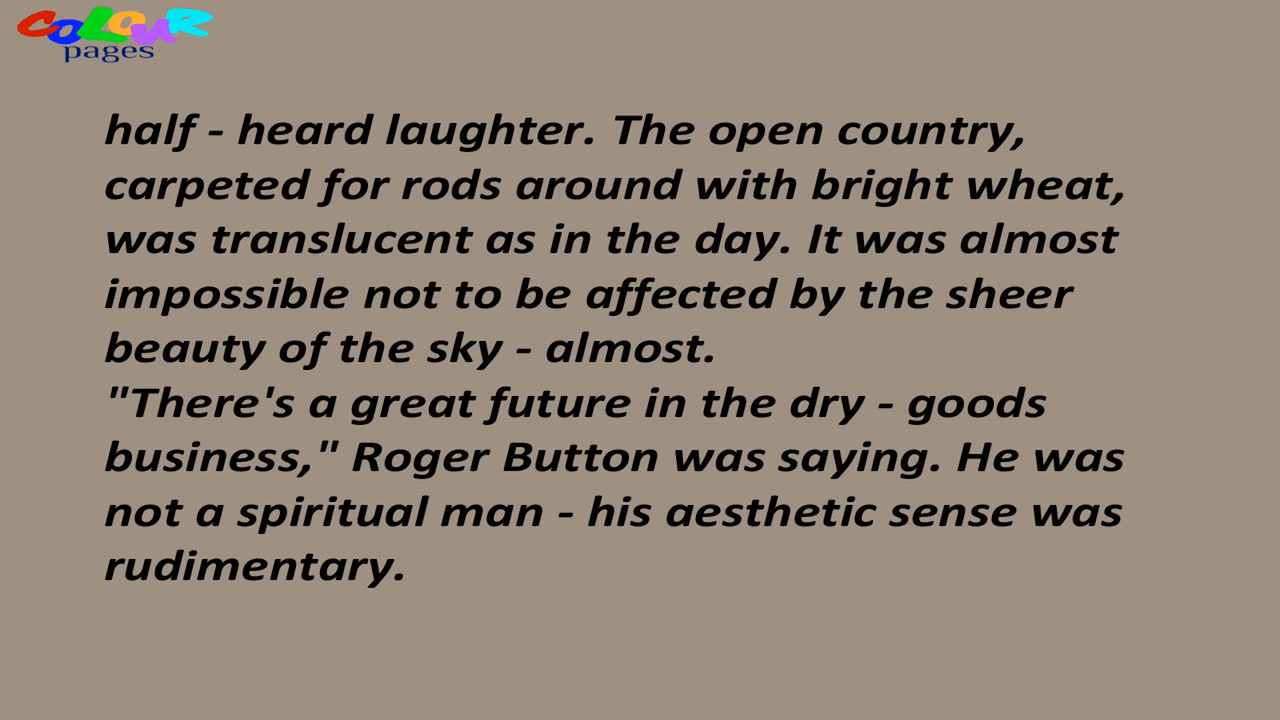 COLOUR
pages
half - heard laughter. The open country,
carpeted for rods around with bright wheat,
was translucent as in the day. It was almost
impossible not to be affected by the sheer
beauty of the sky - almost.
"There's a great future in the dry - goods
business," Roger Button was saying. He was
not a spiritual man - his aesthetic sense was
rudimentary.